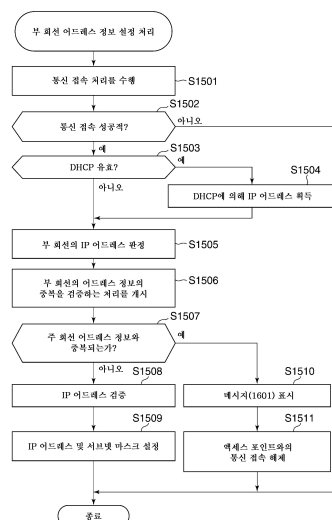 부 회선 어드레스 정보 설정 처리
통신 접속 처리를 수행
S1501
S1502
통신 접속 성공적?
아니오
예
S1503
DHCP 유효?
예
아니오
S1504
DHCP에 의해 IP 어드레스 획득
부 회선의 IP 어드레스 판정
S1505
부 회선의 어드레스 정보의
중복을 검증하는 처리를 개시
S1506
S1507
주 회선 어드레스 정보와
중복되는가?
예
아니오
S1508
IP 어드레스 검증
S1510
메시지(1601) 표시
S1509
IP 어드레스 및 서브넷 마스크 설정
S1511
액세스 포인트와의
통신 접속 해제
종료